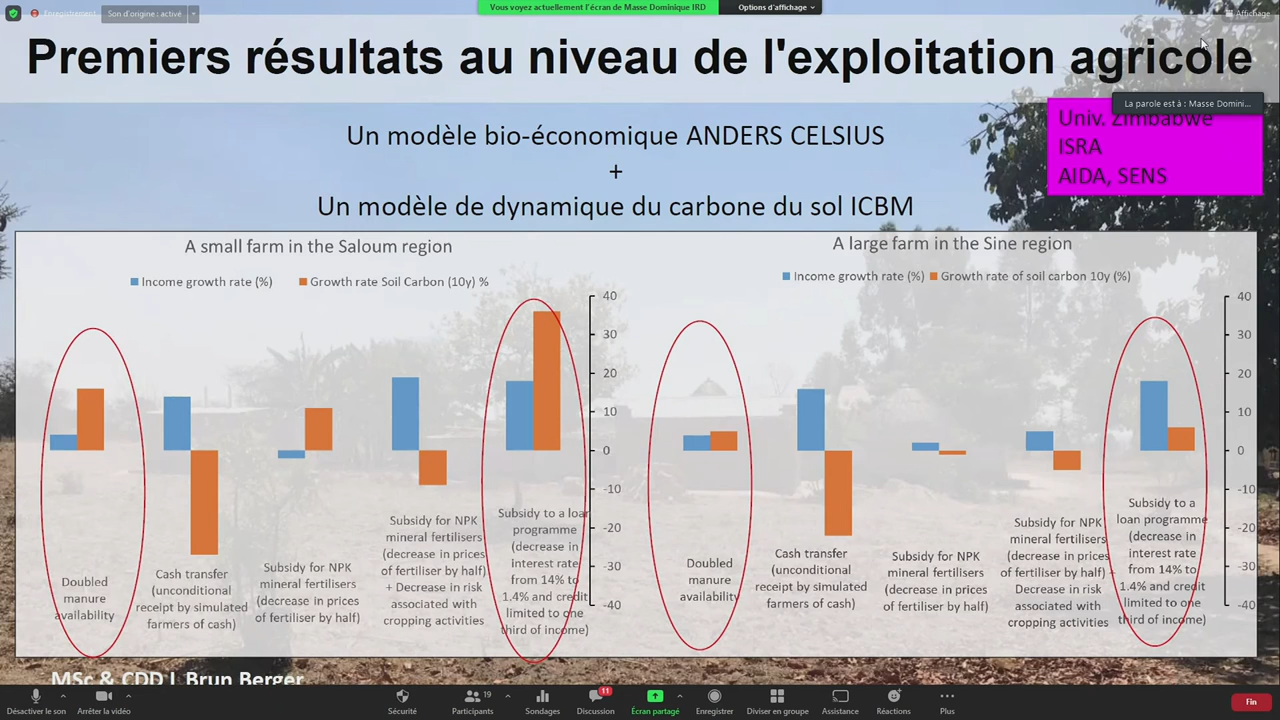 Enregistrement
Son d'origine : activé
Vous voyez actuellement l'écran de Masse Dominique IRD
Options d'affichage
Affichage
Premiers résultats au niveau de l'exploitation agricole
La parole est à : Masse Domini...
Un modèle bio-économique ANDERS CELSIUS
+
Un modèle de dynamique du carbone du sol ICBM
Univ. Zimbabwe
ISRA
AIDA, SENS
A small farm in the Saloum region
Income growth rate (%)
Growth rate Soil Carbon (10y) %
40
30
20
10
0
-10
-20
-30
-40
Doubled
manure
availability
Cash transfer
(unconditional
receipt by simulated
farmers of cash)
Subsidy for NPK
mineral fertilisers
(decrease in prices
of fertiliser by half)
Subsidy for NPK
mineral fertilisers
(decrease in prices
of fertiliser by half)
+ Decrease in risk
associated with
cropping activities
Subsidy to a loan
programme
(decrease in
interest rate
from 14% to
1.4% and credit
limited to one
third of income)
A large farm in the Sine region
Income growth rate (%)
Growth rate of soil carbon 10y (%)
40
30
20
10
0
-10
-20
-30
-40
Doubled
manure
availability
Cash transfer
(unconditional
receipt by simulated
farmers of cash)
Subsidy for NPK
mineral fertilisers
(decrease in prices
of fertiliser by half)
Subsidy for NPK
mineral fertilisers
(decrease in prices
of fertiliser by half) +
Decrease in risk
associated with
cropping activities
Subsidy to a
loan programme
(decrease in
interest rate
from 14% to
1.4% and credit
limited to one
third of income)
MSc & CDD Brun Berger
Désactiver le son
Arrêter la vidéo
Sécurité
19
Participants
Sondages
11
Discussion
Écran partagé
Enregistrer
Diviser en groupe
Assistance
Réactions
Plus
Fin